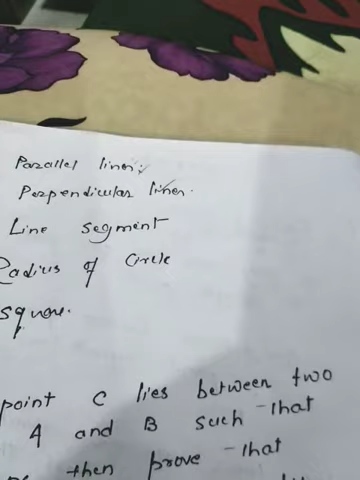 Parallel lines.
Perpendicular lines.
Line segment
Radius of Circle
Square.
point C lies between two
A and B such that
then prove that